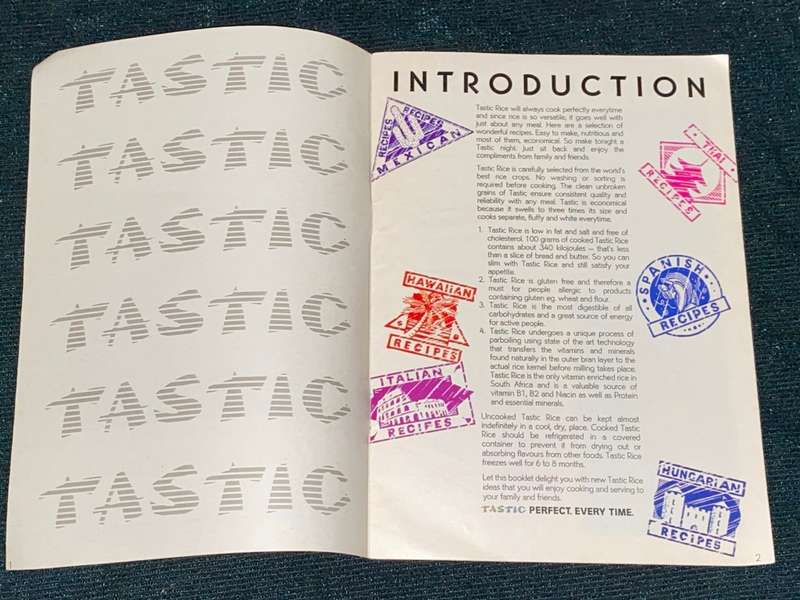 TASTIC
TASTIC
TASTIC
TASTIC
TASTIC
TASTIC
1
INTRODUCTION
Tastic Rice will always cook perfectly everytime
and since rice is so versatile, it goes well with
just about any meal. Here are a selection of
wonderful recipes. Easy to make, nutritious and
most of them, economical. So make tonight a
Tastic night. Just sit back and enjoy the
compliments from family and friends.
Tastic Rice is carefully selected from the world's
best rice crops. No washing or sorting is
required before cooking. The clean unbroken
grains of Tastic ensure consistent quality and
reliability with any meal. Tastic is economical
because it swells to three times its size and
cooks separate, fluffy and white everytime.
1. Tastic Rice is low in fat and salt and free of
cholesterol. 100 grams of cooked Tastic Rice
contains about 340 kilojoules — that's less
than a slice of bread and butter. So you can
slim with Tastic Rice and still satisfy your
appetite.
2. Tastic Rice is gluten free and therefore a
must for people allergic to products
containing gluten eg. wheat and flour.
3. Tastic Rice is the most digestible of all
carbohydrates and a great source of energy
for active people.
4. Tastic Rice undergoes a unique process of
parboiling using state of the art technology
that transfers the vitamins and minerals
found naturally in the outer bran layer to the
actual rice kernel before milling takes place.
Tastic Rice is the only vitamin enriched rice in
South Africa and is a valuable source of
vitamin B1, B2 and Niacin as well as Protein
and essential minerals.
Uncooked Tastic Rice can be kept almost
indefinitely in a cool, dry, place. Cooked Tastic
Rice should be refrigerated in a covered
container to prevent it from drying out or
absorbing flavours from other foods. Tastic Rice
freezes well for 6 to 8 months.
Let this booklet delight you with new Tastic Rice
ideas that you will enjoy cooking and serving to
your family and friends.
TASTIC PERFECT. EVERY TIME.
RECIPES RECIPES
MEXICAN
THAI
RECIPES
HAWAIIAN
RECIPES
SPANISH
RECIPES
ITALIAN
RECIPES
HUNGARIAN
RECIPES
2